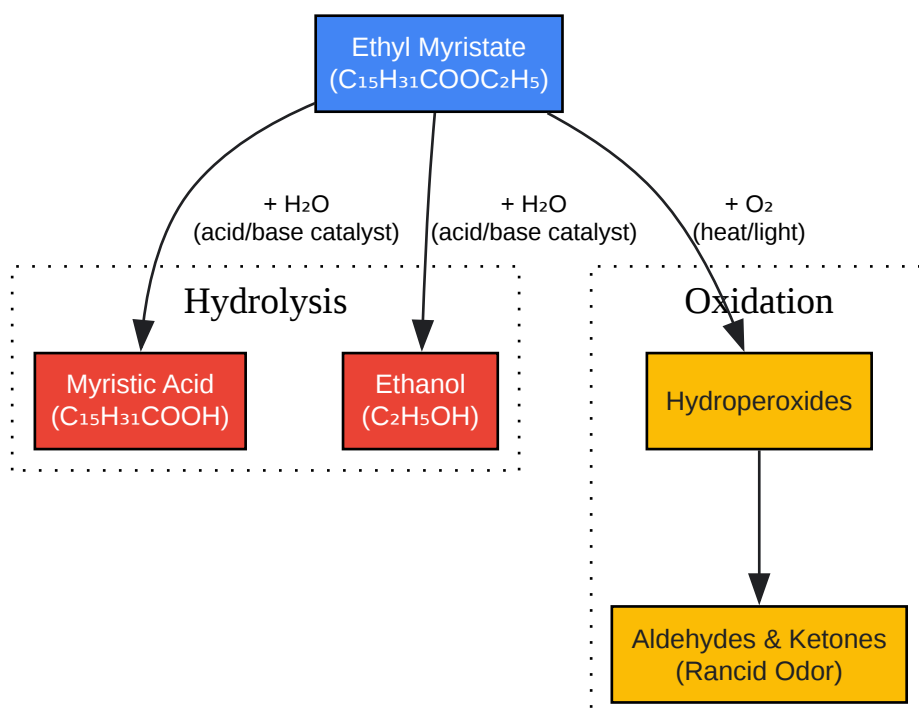 Ethyl Myristate
(C₁₅H₃₁COOC₂H₅)
+ H₂O
(acid/base catalyst)
+ H₂O
(acid/base catalyst)
+ O₂
(heat/light)
Hydrolysis
Oxidation
Myristic Acid
(C₁₅H₃₁COOH)
Ethanol
(C₂H₅OH)
Hydroperoxides
Aldehydes & Ketones
(Rancid Odor)